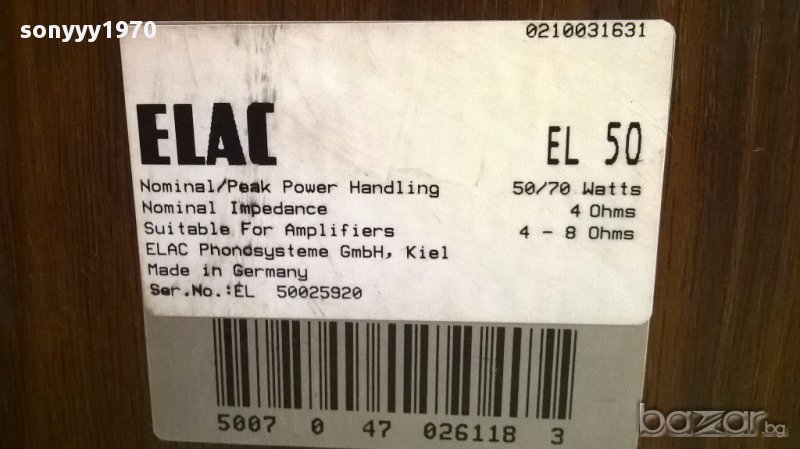 sonyyy1970
0210031631
ELAC EL 50
Nominal/Peak Power Handling 50/70 Watts
Nominal Impedance 4 Ohms
Suitable For Amplifiers 4 - 8 Ohms
ELAC Phonosysteme GmbH, Kiel
Made in Germany
Ser.No.:EL 50025920
5007 0 47 026118 3
bazar.bg